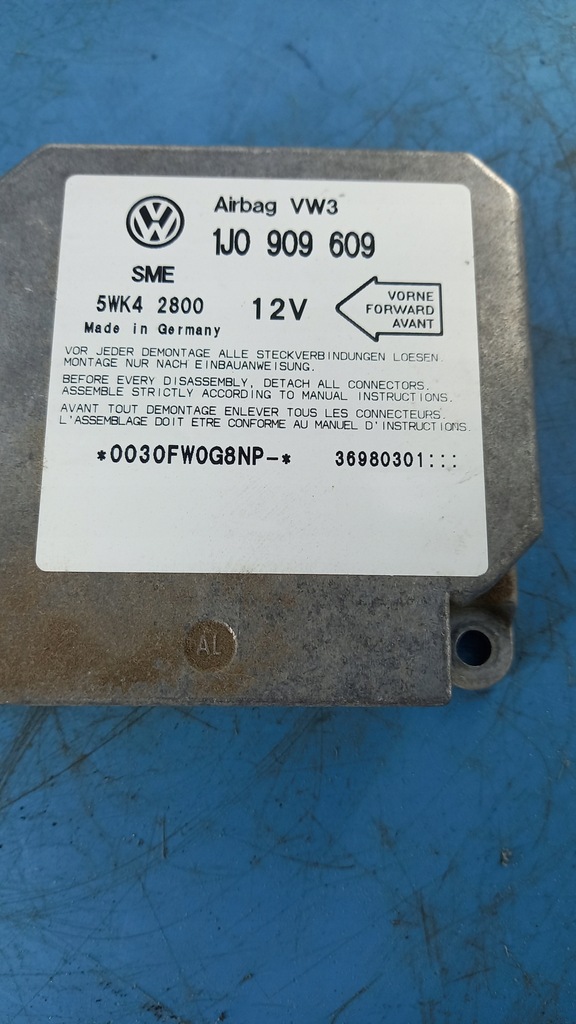 Airbag VW3
1J0 909 609
SME
5WK4 2800
Made in Germany
12V
VORNE
FORWARD
AVANT
VOR JEDER DEMONTAGE ALLE STECKVERBINDUNGEN LOESEN.
MONTAGE NUR NACH EINBAUANWEISUNG.
BEFORE EVERY DISASSEMBLY, DETACH ALL CONNECTORS.
ASSEMBLE STRICTLY ACCORDING TO MANUAL INSTRUCTIONS.
AVANT TOUT DEMONTAGE ENLEVER TOUS LES CONNECTEURS.
L'ASSEMBLAGE DOIT ETRE CONFORME AU MANUEL D'INSTRUCTIONS.
*0030FW0G8NP-* 36980301:::
AL